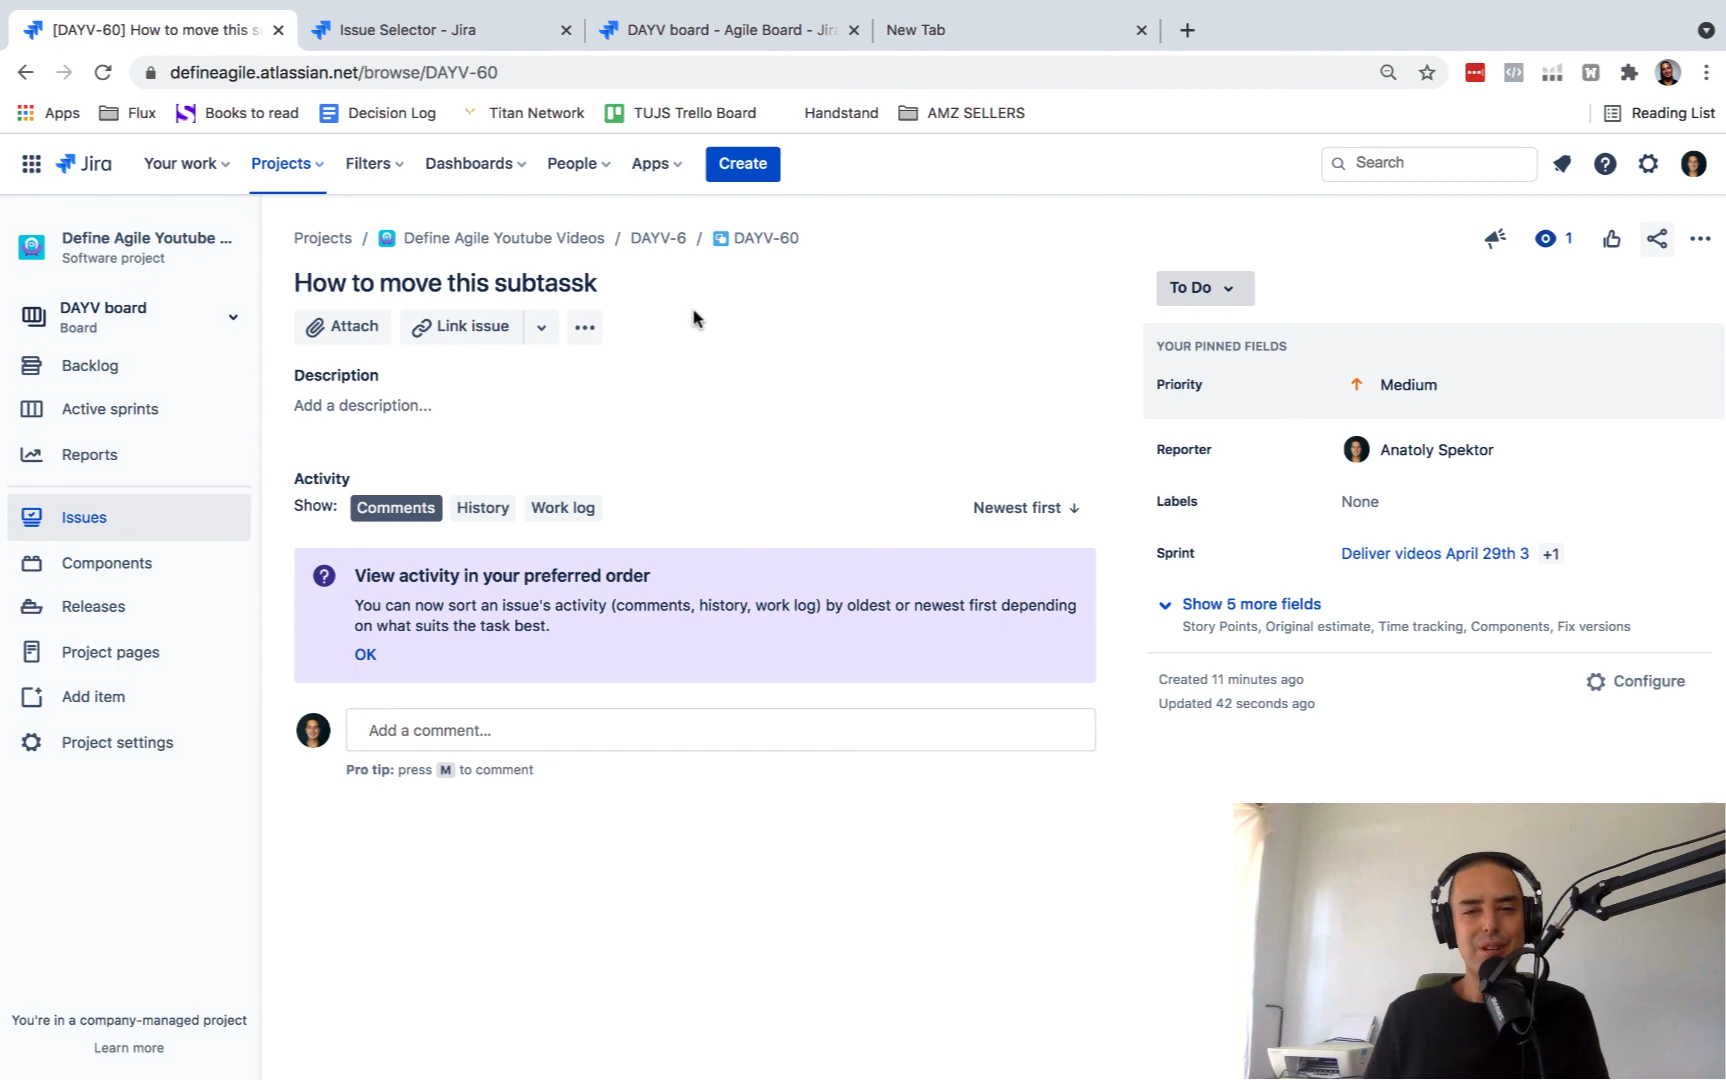 [DAYV-60] How to move this s
Issue Selector - Jira
DAYV board - Agile Board - Jira
New Tab
defineagile.atlassian.net/browse/DAYV-60
Apps
Flux
Books to read
Decision Log
Titan Network
TUJS Trello Board
Handstand
AMZ SELLERS
Reading List
Jira
Your work
Projects
Filters
Dashboards
People
Apps
Create
Search
Define Agile Youtube ...
Software project
DAYV board
Board
Backlog
Active sprints
Reports
Issues
Components
Releases
Project pages
Add item
Project settings
You're in a company-managed project
Learn more
Projects / Define Agile Youtube Videos / DAYV-6 / DAYV-60
1
How to move this subtassk
Attach
Link issue
Description
Add a description...
Activity
Show: Comments History Work log
Newest first
? View activity in your preferred order
You can now sort an issue's activity (comments, history, work log) by oldest or newest first depending
on what suits the task best.
OK
Add a comment...
Pro tip: press M to comment
To Do
YOUR PINNED FIELDS
Priority Medium
Reporter Anatoly Spektor
Labels None
Sprint Deliver videos April 29th 3 +1
Show 5 more fields
Story Points, Original estimate, Time tracking, Components, Fix versions
Created 11 minutes ago
Configure
Updated 42 seconds ago